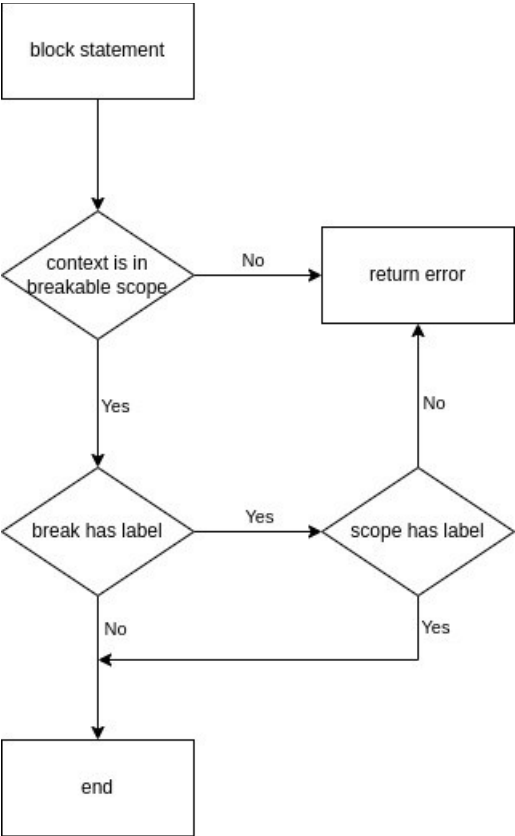 block statement
context is in
breakable scope
No
return error
Yes
No
break has label
Yes
scope has label
No
Yes
end